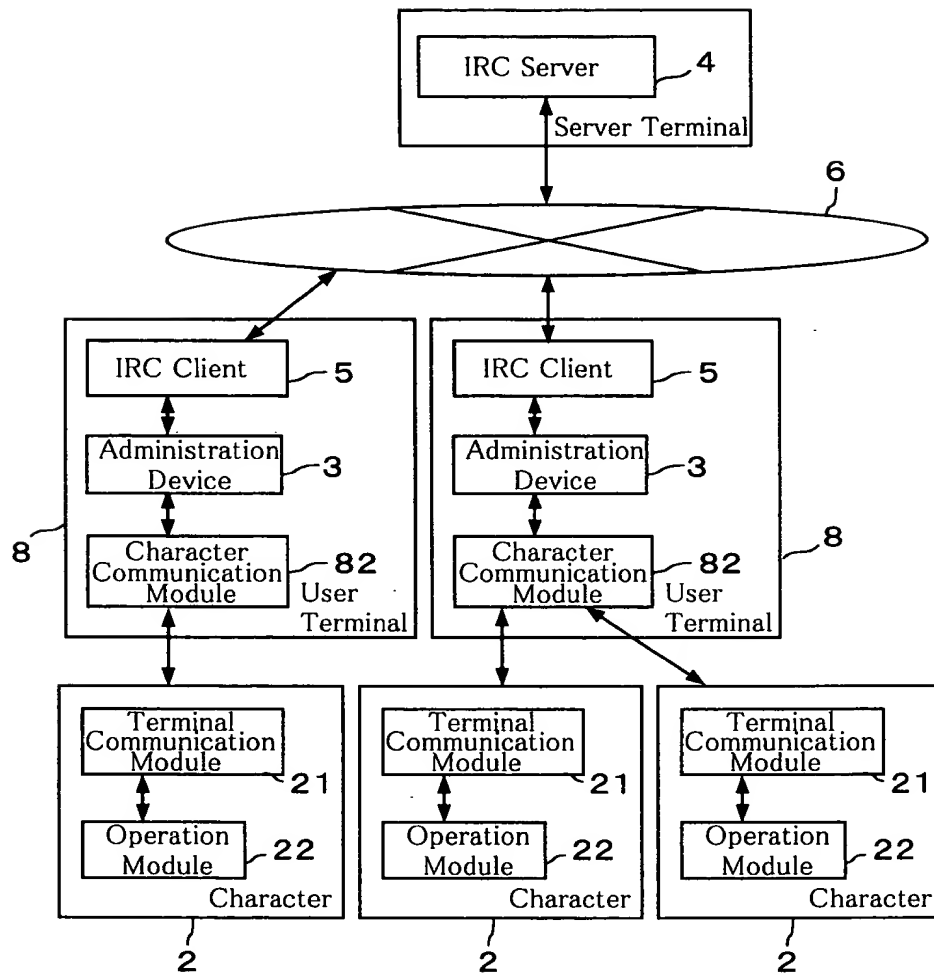 IRC Server
4
Server Terminal
6
IRC Client
5
IRC Client
5
Administration
Device
3
Administration
Device
3
8
Character
Communication
Module
82
User
Terminal
Character
Communication
Module
82
User
Terminal
8
Terminal
Communication
Module
21
Terminal
Communication
Module
21
Terminal
Communication
Module
21
Operation
Module
22
Operation
Module
22
Operation
Module
22
Character
Character
Character
2
2
2